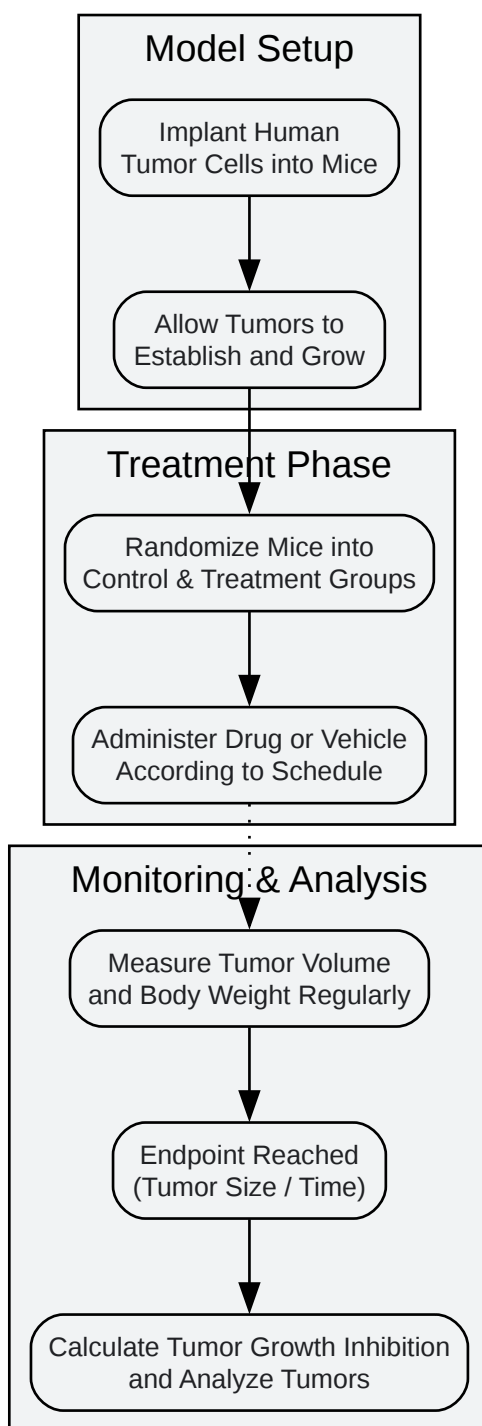 Model Setup
Implant Human
Tumor Cells into Mice
Allow Tumors to
Establish and Grow
Treatment Phase
Randomize Mice into
Control & Treatment Groups
Administer Drug or Vehicle
According to Schedule
Monitoring & Analysis
Measure Tumor Volume
and Body Weight Regularly
Endpoint Reached
(Tumor Size / Time)
Calculate Tumor Growth Inhibition
and Analyze Tumors